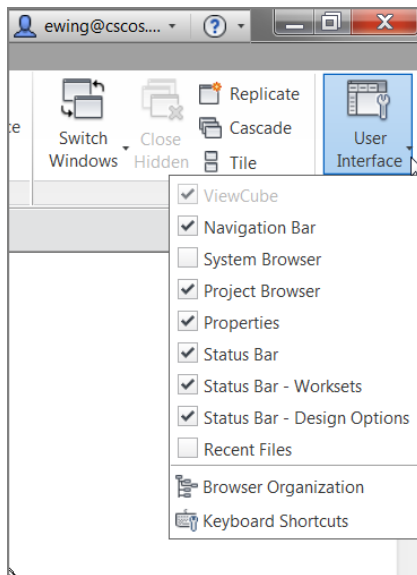 ewing@cscos....
?
Replicate
Switch Windows
Close Hidden
Cascade
Tile
User Interface
ViewCube
Navigation Bar
System Browser
Project Browser
Properties
Status Bar
Status Bar - Worksets
Status Bar - Design Options
Recent Files
Browser Organization
Keyboard Shortcuts